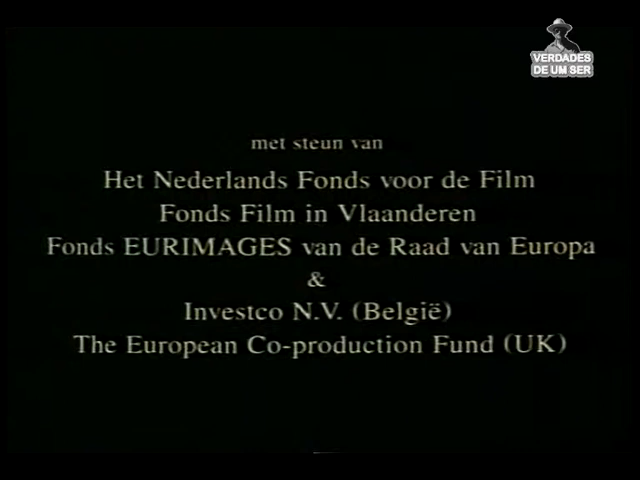 VERDADES
DE UM SER
met steun van
Het Nederlands Fonds voor de Film
Fonds Film in Vlaanderen
Fonds EURIMAGES van de Raad van Europa
&
Investco N.V. (België)
The European Co-production Fund (UK)